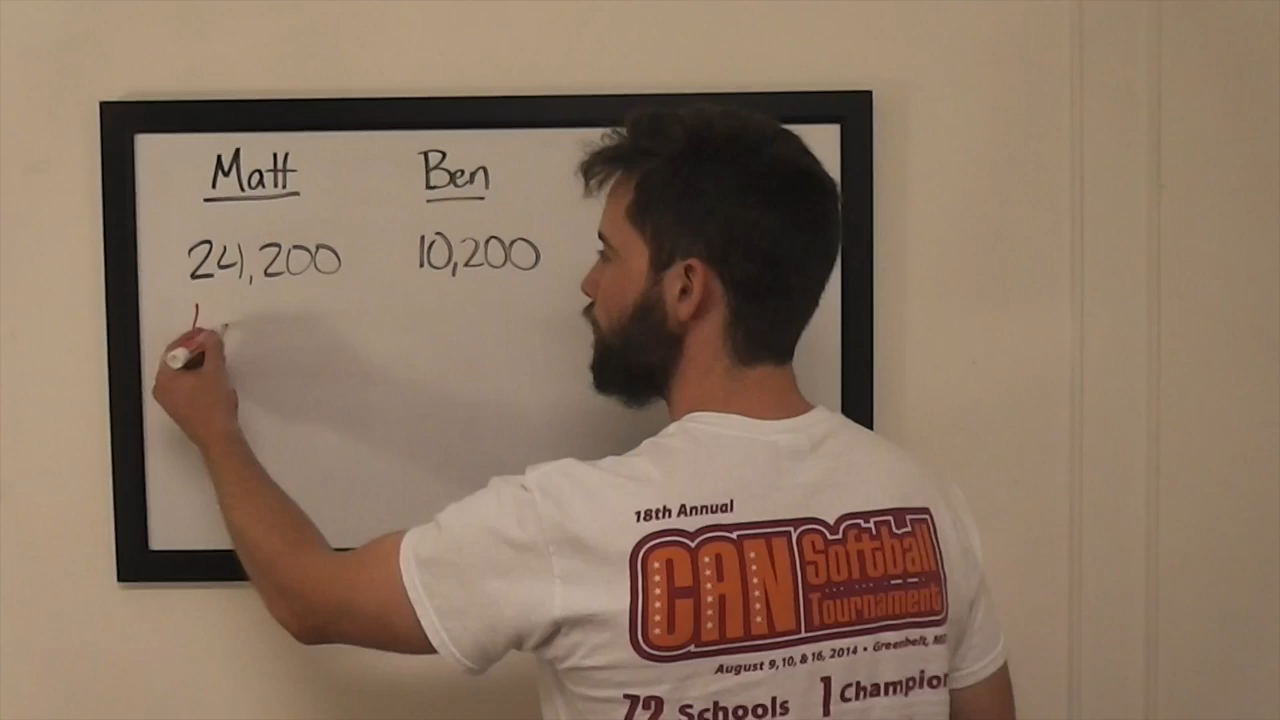 Matt Ben
24,200 10,200
18th Annual
CAN Softball
Tournament
August 9,10, & 16, 2014 • Greenbelt,
72 Schools 1 Champion